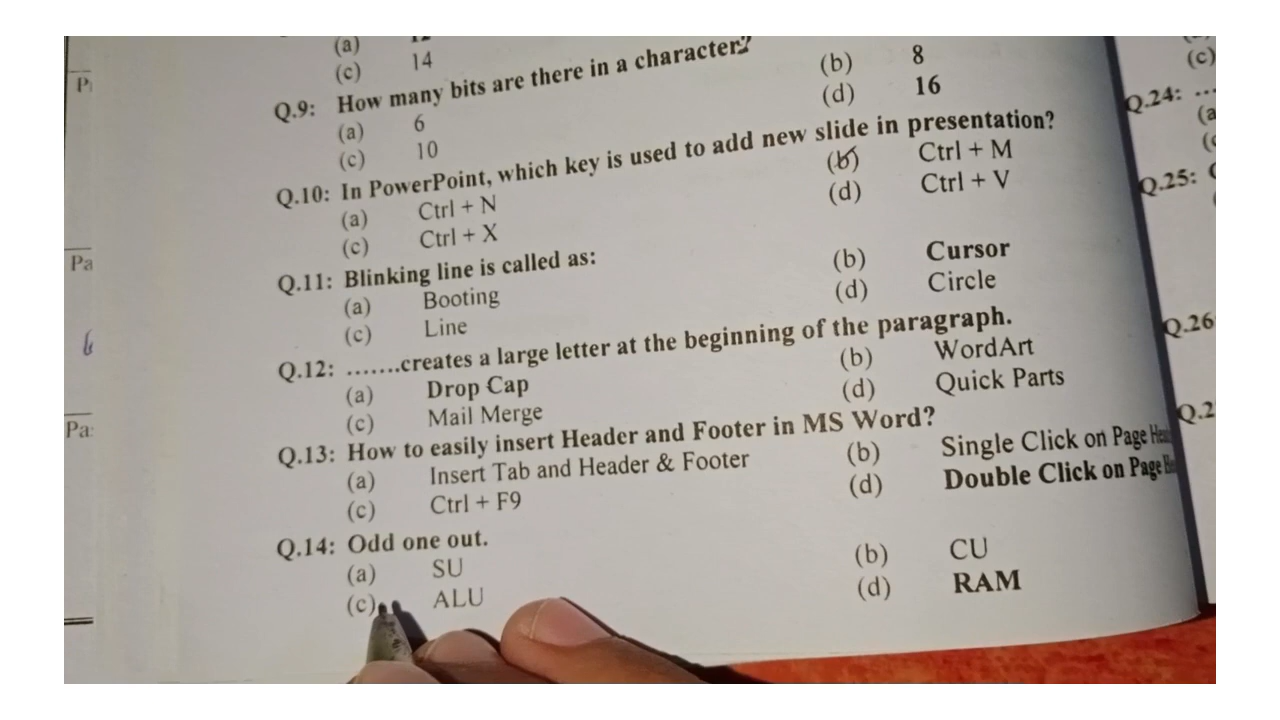 (a) 12
(c) 14
Q.9: How many bits are there in a character?
(a) 6 (b) 8
(c) 10 (d) 16
Q.10: In PowerPoint, which key is used to add new slide in presentation?
(a) Ctrl + N (b) Ctrl + M
(c) Ctrl + X (d) Ctrl + V
Q.11: Blinking line is called as:
(a) Booting (b) Cursor
(c) Line (d) Circle
Q.12: .......creates a large letter at the beginning of the paragraph.
(a) Drop Cap (b) WordArt
(c) Mail Merge (d) Quick Parts
Q.13: How to easily insert Header and Footer in MS Word?
(a) Insert Tab and Header & Footer (b) Single Click on Page
(c) Ctrl + F9 (d) Double Click on Page
Q.14: Odd one out.
(a) SU (b) CU
(c) ALU (d) RAM
Pa
Pa
(c)
Q.24: ...
(a
Q.25:
Q.26
Q.2